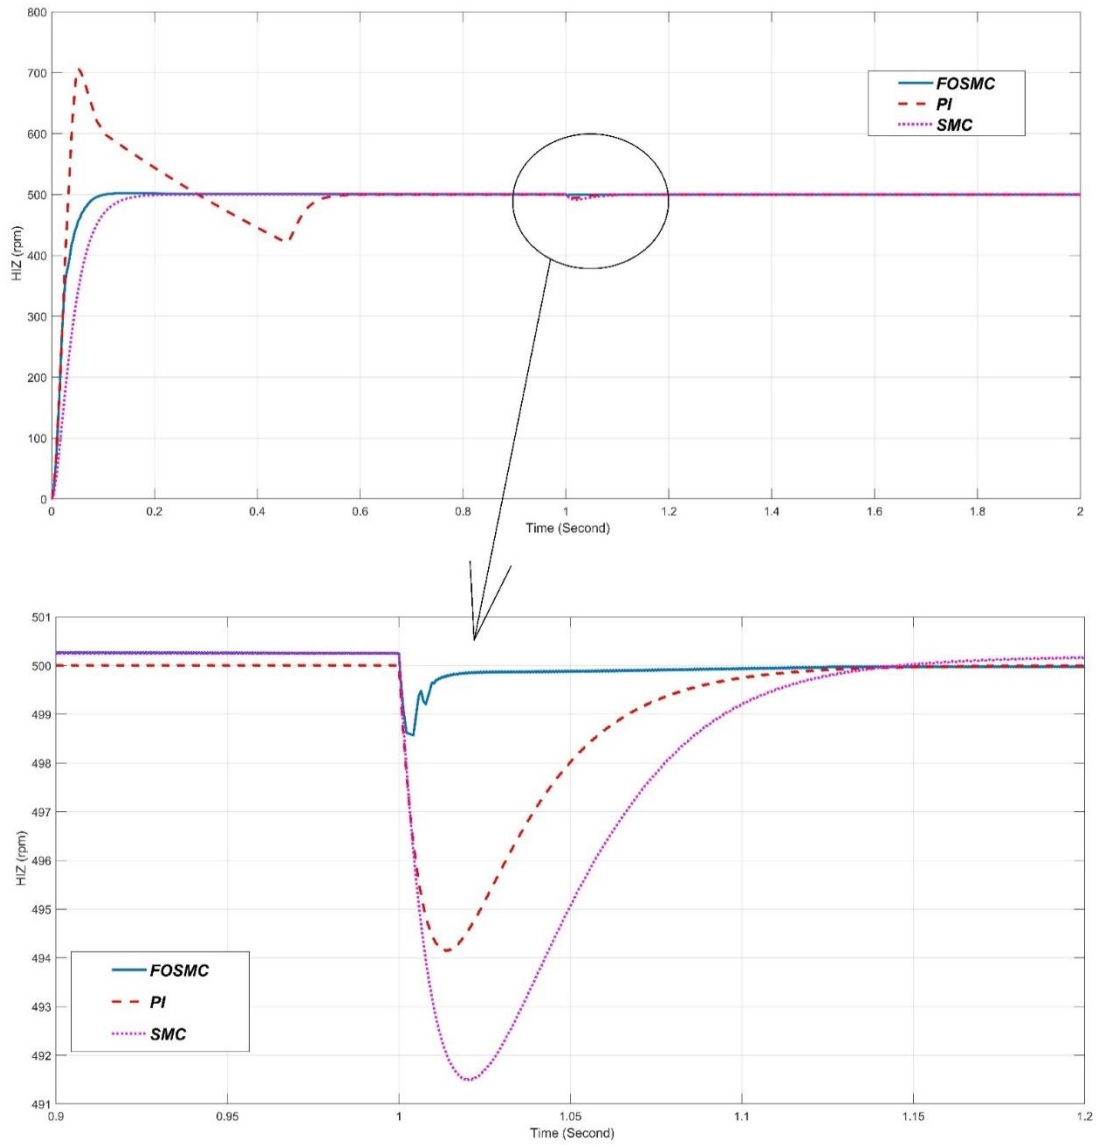 800
700
600
500
400
300
200
100
0
HIZ (rpm)
FOSMC
PI
SMC
0 0.2 0.4 0.6 0.8 1 1.2 1.4 1.6 1.8 2
Time (Second)
501
500
499
498
497
496
495
494
493
492
491
HIZ (rpm)
FOSMC
PI
SMC
0.9 0.95 1 1.05 1.1 1.15 1.2
Time (Second)